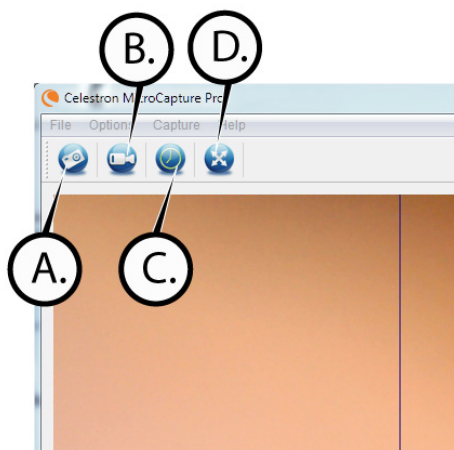 B. D.
Celestron MicroCapture Pro
File Options Capture Help
A. C.